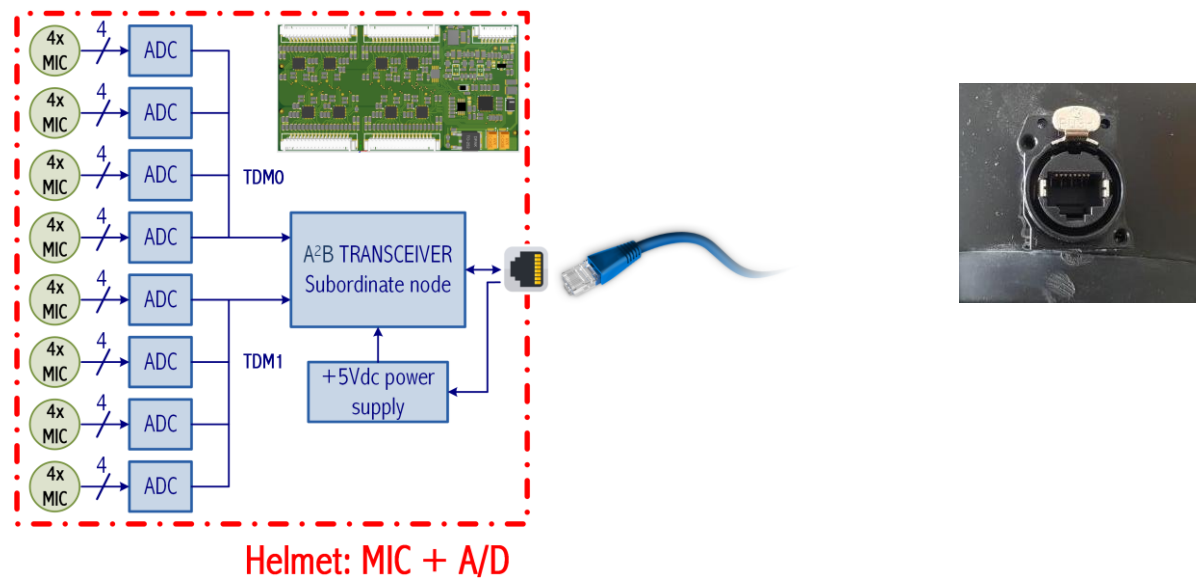 4x
MIC
4
ADC
4x
MIC
4
ADC
4x
MIC
4
ADC
TDM0
4x
MIC
4
ADC
A²B TRANSCEIVER
Subordinate node
4x
MIC
4
ADC
4x
MIC
4
ADC
TDM1
+5Vdc power
supply
4x
MIC
4
ADC
4x
MIC
4
ADC
Helmet: MIC + A/D